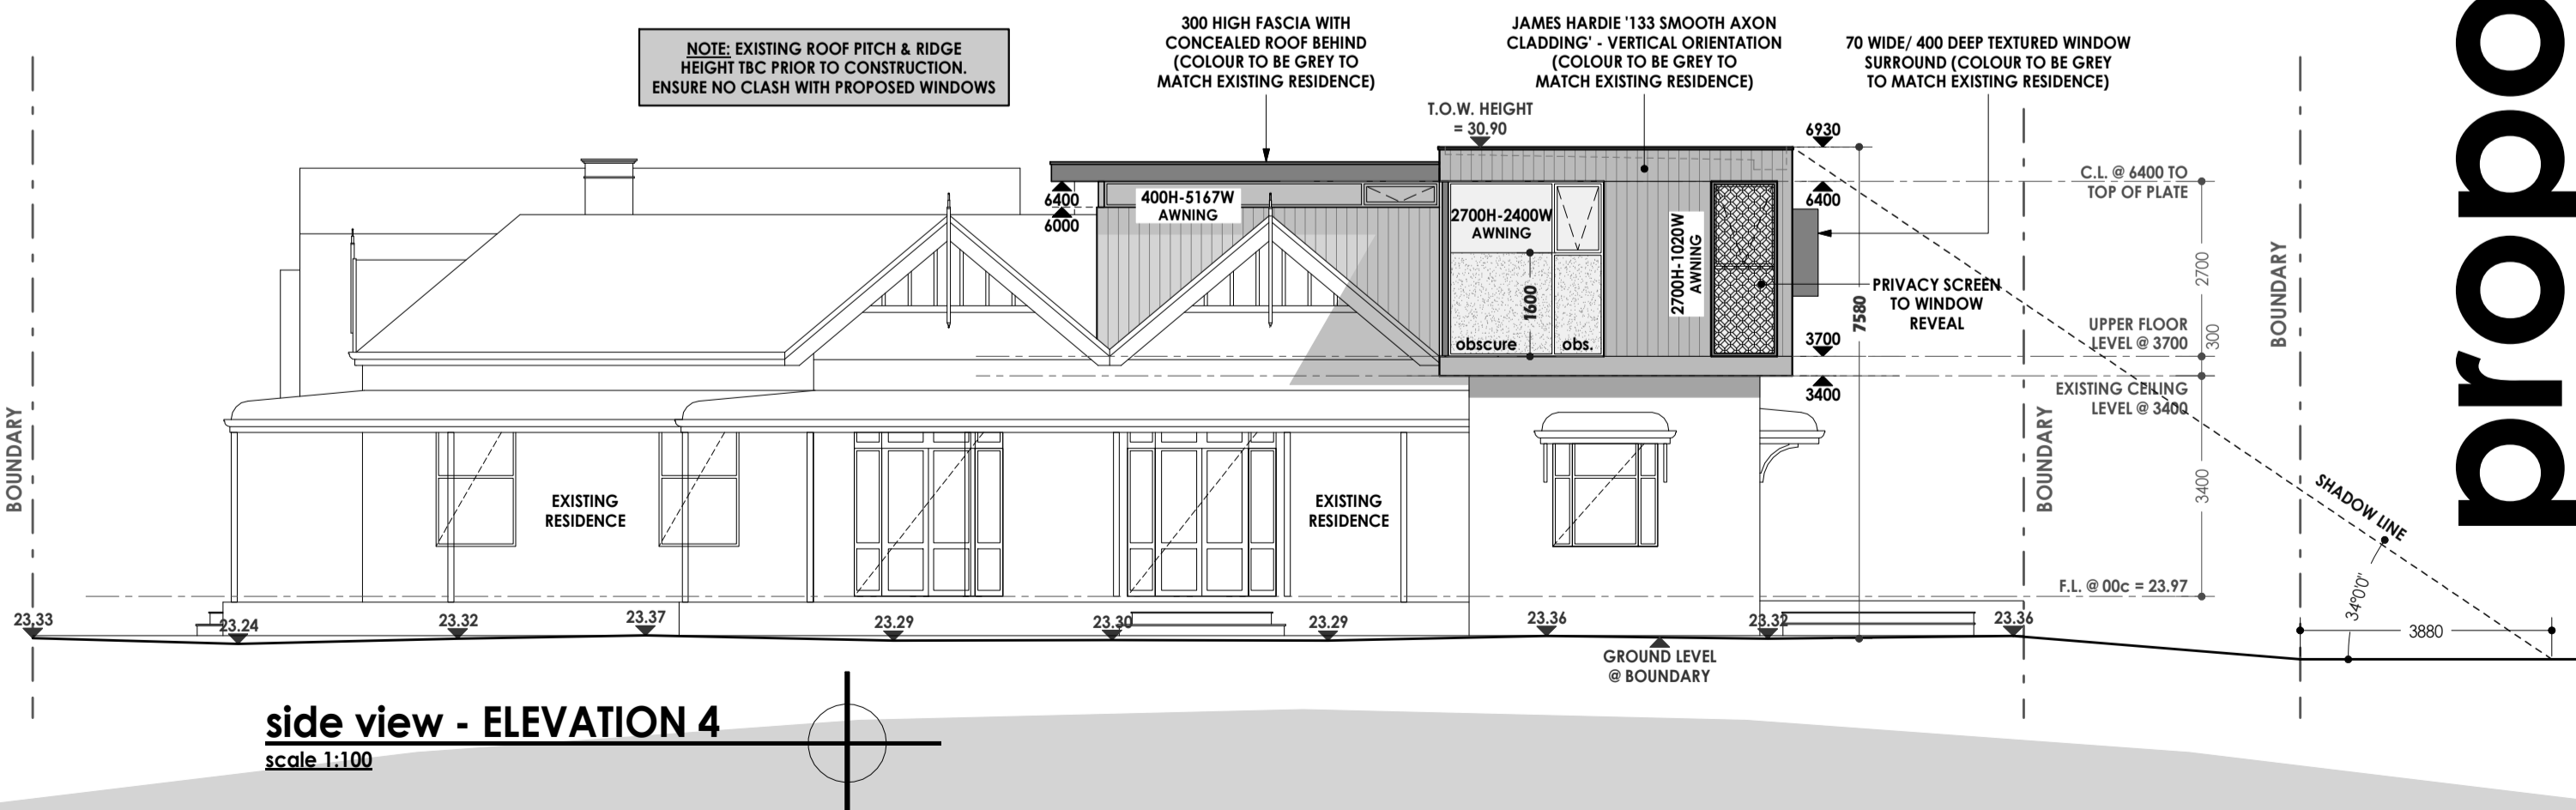 NOTE: EXISTING ROOF PITCH & RIDGE
HEIGHT TBC PRIOR TO CONSTRUCTION.
ENSURE NO CLASH WITH PROPOSED WINDOWS
300 HIGH FASCIA WITH
CONCEALED ROOF BEHIND
(COLOUR TO BE GREY TO
MATCH EXISTING RESIDENCE)
JAMES HARDIE '133 SMOOTH AXON
CLADDING' - VERTICAL ORIENTATION
(COLOUR TO BE GREY TO
MATCH EXISTING RESIDENCE)
70 WIDE/ 400 DEEP TEXTURED WINDOW
SURROUND (COLOUR TO BE GREY
TO MATCH EXISTING RESIDENCE)
T.O.W. HEIGHT
= 30.90
6930
C.L. @ 6400 TO
TOP OF PLATE
6400
6000
400H-5167W
AWNING
2700H-2400W
AWNING
2700H-1020W
AWNING
6400
1600
obscure
obs.
PRIVACY SCREEN
TO WINDOW
REVEAL
7580
3700
3400
2700
300
3400
UPPER FLOOR
LEVEL @ 3700
EXISTING CEILING
LEVEL @ 3400
BOUNDARY
BOUNDARY
BOUNDARY
EXISTING
RESIDENCE
EXISTING
RESIDENCE
SHADOW LINE
34°0'0"
3880
F.L. @ 00c = 23.97
23.33
23.24
23.32
23.37
23.29
23.30
23.29
23.36
23.32
23.36
GROUND LEVEL
@ BOUNDARY
side view - ELEVATION 4
scale 1:100
propo